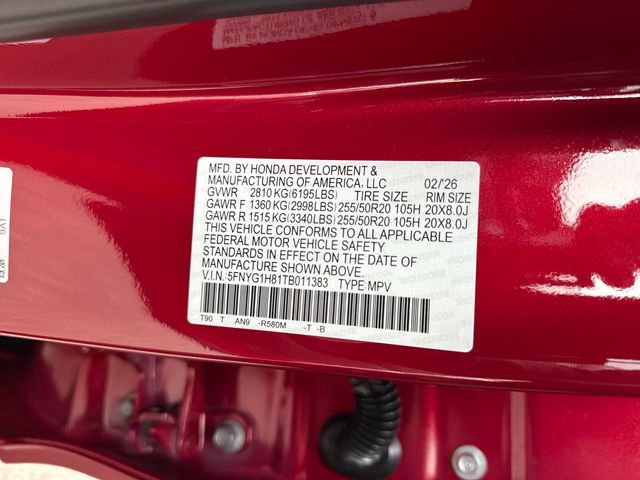 MFD. BY HONDA DEVELOPMENT &
MANUFACTURING OF AMERICA, LLC 02/'26
GVWR 2810 KG(6195LBS) TIRE SIZE RIM SIZE
GAWR F 1360 KG(2998LBS) 255/50R20 105H 20X8.0J
GAWR R 1515 KG(3340LBS) 255/50R20 105H 20X8.0J
THIS VEHICLE CONFORMS TO ALL APPLICABLE
FEDERAL MOTOR VEHICLE SAFETY
STANDARDS IN EFFECT ON THE DATE OF
MANUFACTURE SHOWN ABOVE.
V.I.N.:5FNYG1H81TB011383 TYPE:MPV
T90 T AN9 -R580M -T -B
9A1